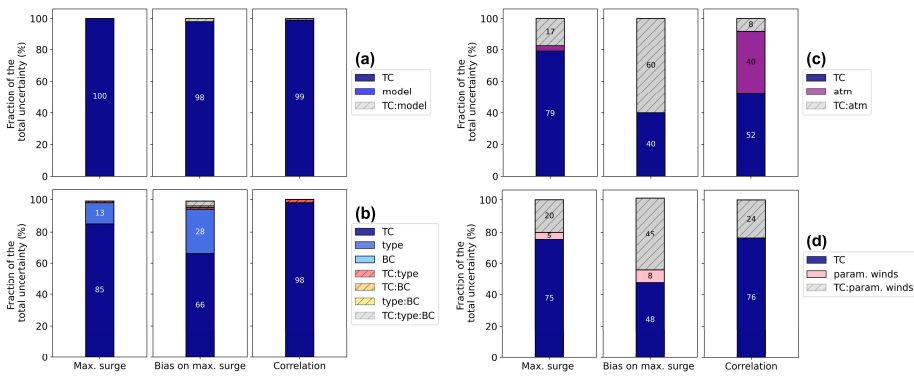 Fraction of the
total uncertainty (%)
100
80
60
40
20
0
100
98
99
(a)
TC
model
TC:model
Fraction of the
total uncertainty (%)
100
80
60
40
20
0
13
85
28
66
98
Max. surge
Bias on max. surge
Correlation
(b)
TC
type
BC
TC:type
TC:BC
type:BC
TC:type:BC
Fraction of the
total uncertainty (%)
100
80
60
40
20
0
17
79
60
40
8
40
52
(c)
TC
atm
TC:atm
Fraction of the
total uncertainty (%)
100
80
60
40
20
0
20
5
75
45
8
48
24
76
Max. surge
Bias on max. surge
Correlation
(d)
TC
param. winds
TC:param. winds